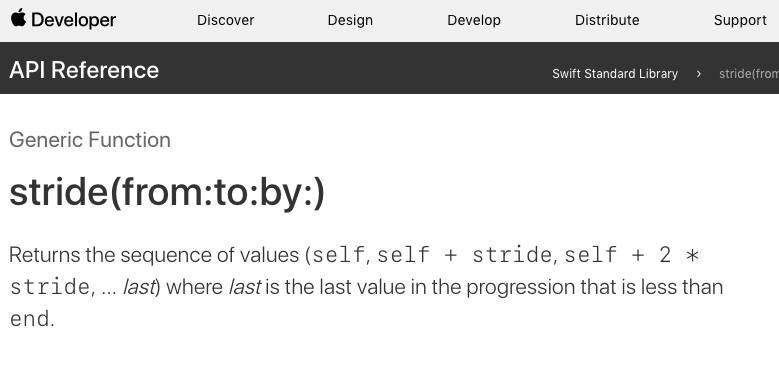 Developer Discover Design Develop Distribute Support
API Reference Swift Standard Library › stride(from
Generic Function
stride(from:to:by:)
Returns the sequence of values (self, self + stride, self + 2 *
stride, … last) where last is the last value in the progression that is less than
end.